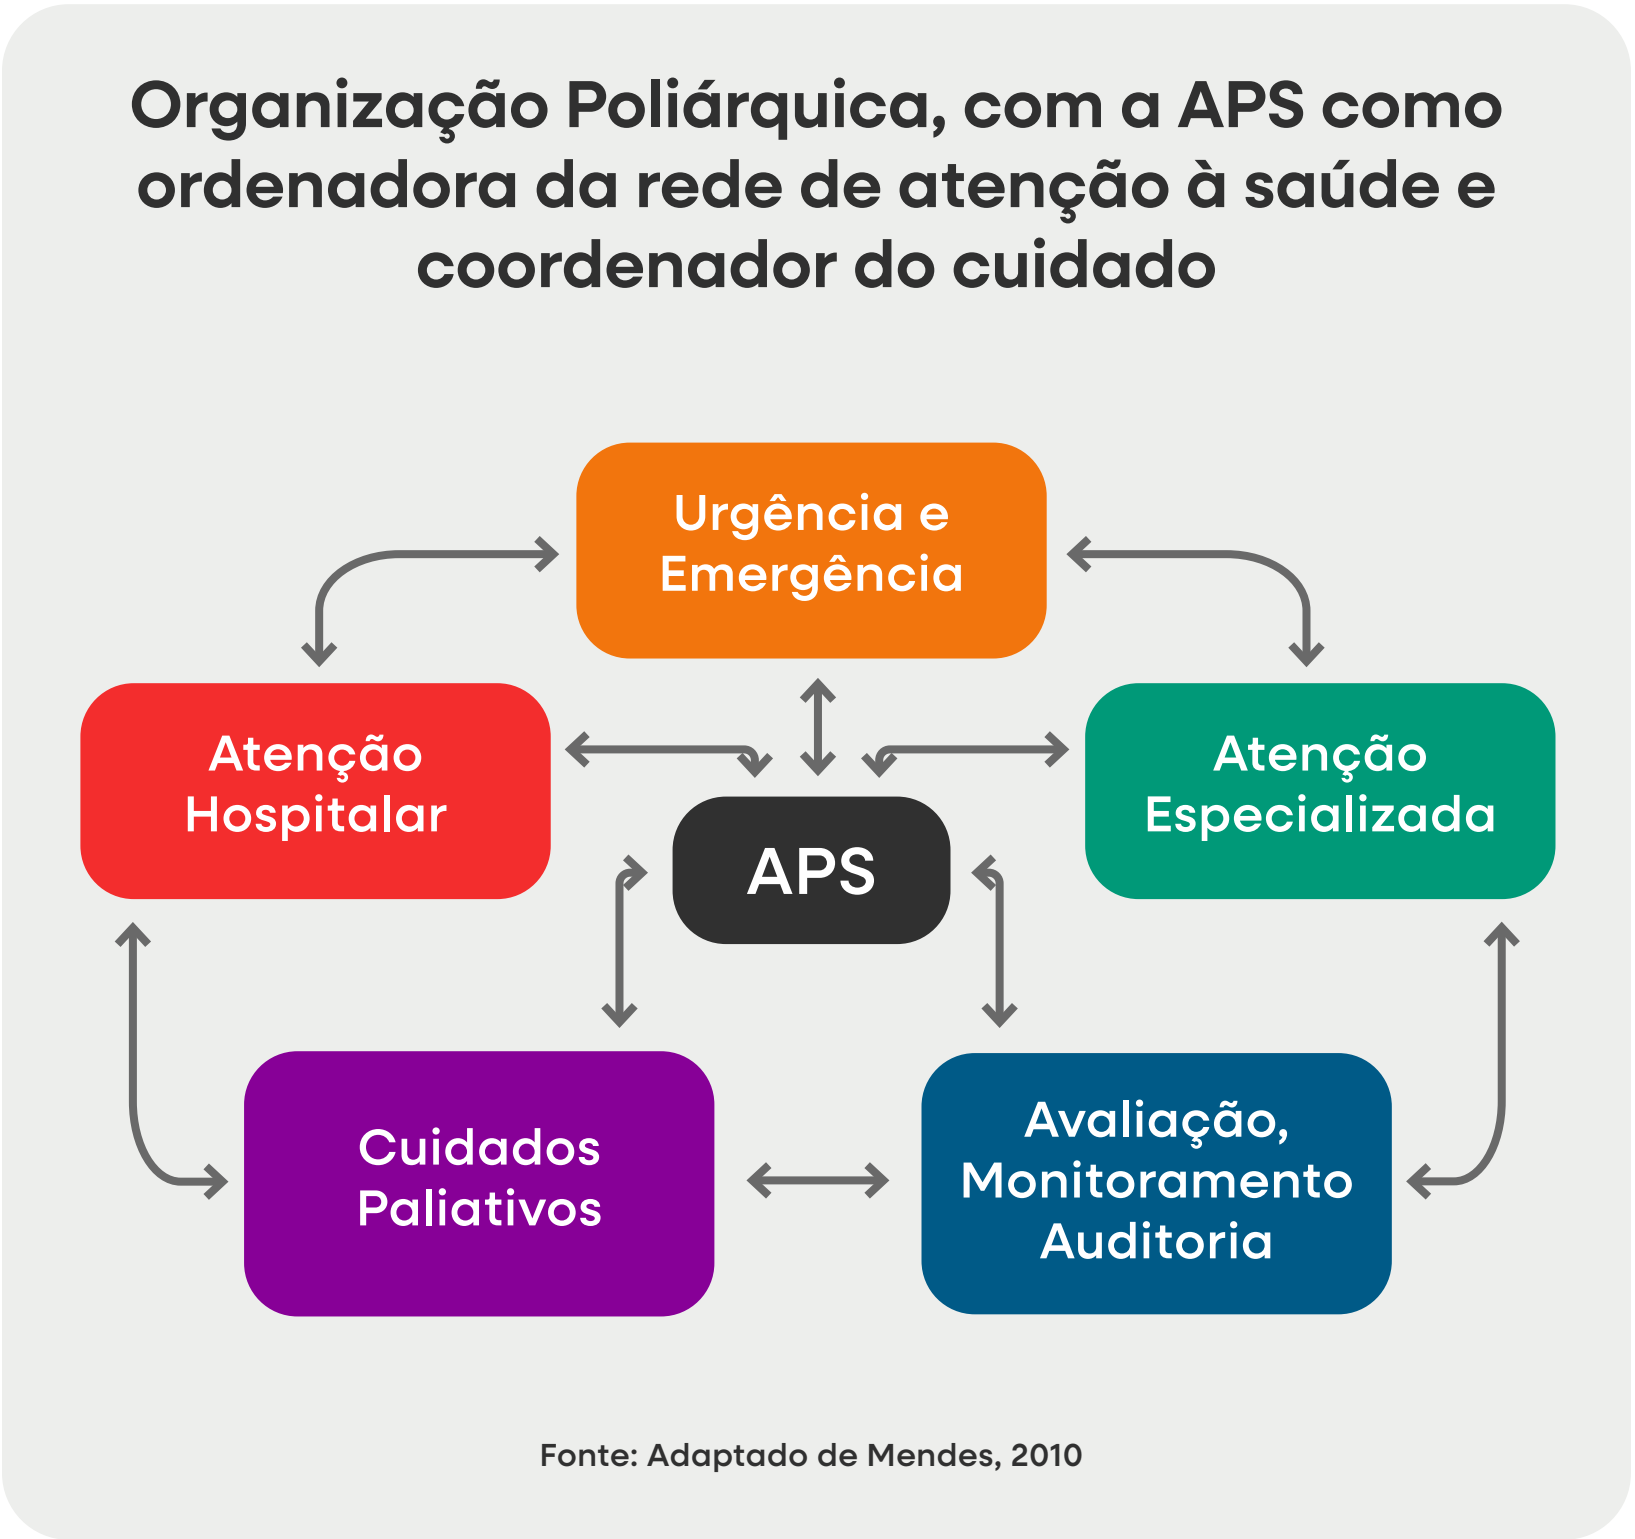 Organização Poliárquica, com a APS como
ordenadora da rede de atenção à saúde e
coordenador do cuidado
Urgência e
Emergência
Atenção
Hospitalar
Atenção
Especializada
APS
Cuidados
Paliativos
Avaliação,
Monitoramento
Auditoria
Fonte: Adaptado de Mendes, 2010